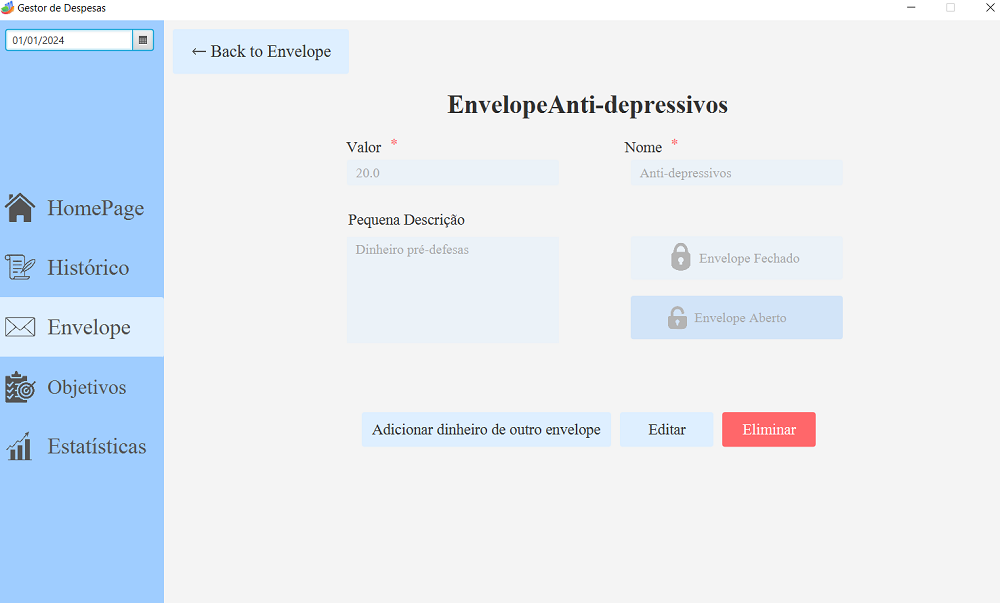 Gestor de Despesas
01/01/2024
← Back to Envelope
EnvelopeAnti-depressivos
Valor *
Nome *
20.0
Anti-depressivos
Pequena Descrição
Dinheiro pré-defesas
Envelope Fechado
Envelope Aberto
HomePage
Histórico
Envelope
Objetivos
Estatísticas
Adicionar dinheiro de outro envelope
Editar
Eliminar